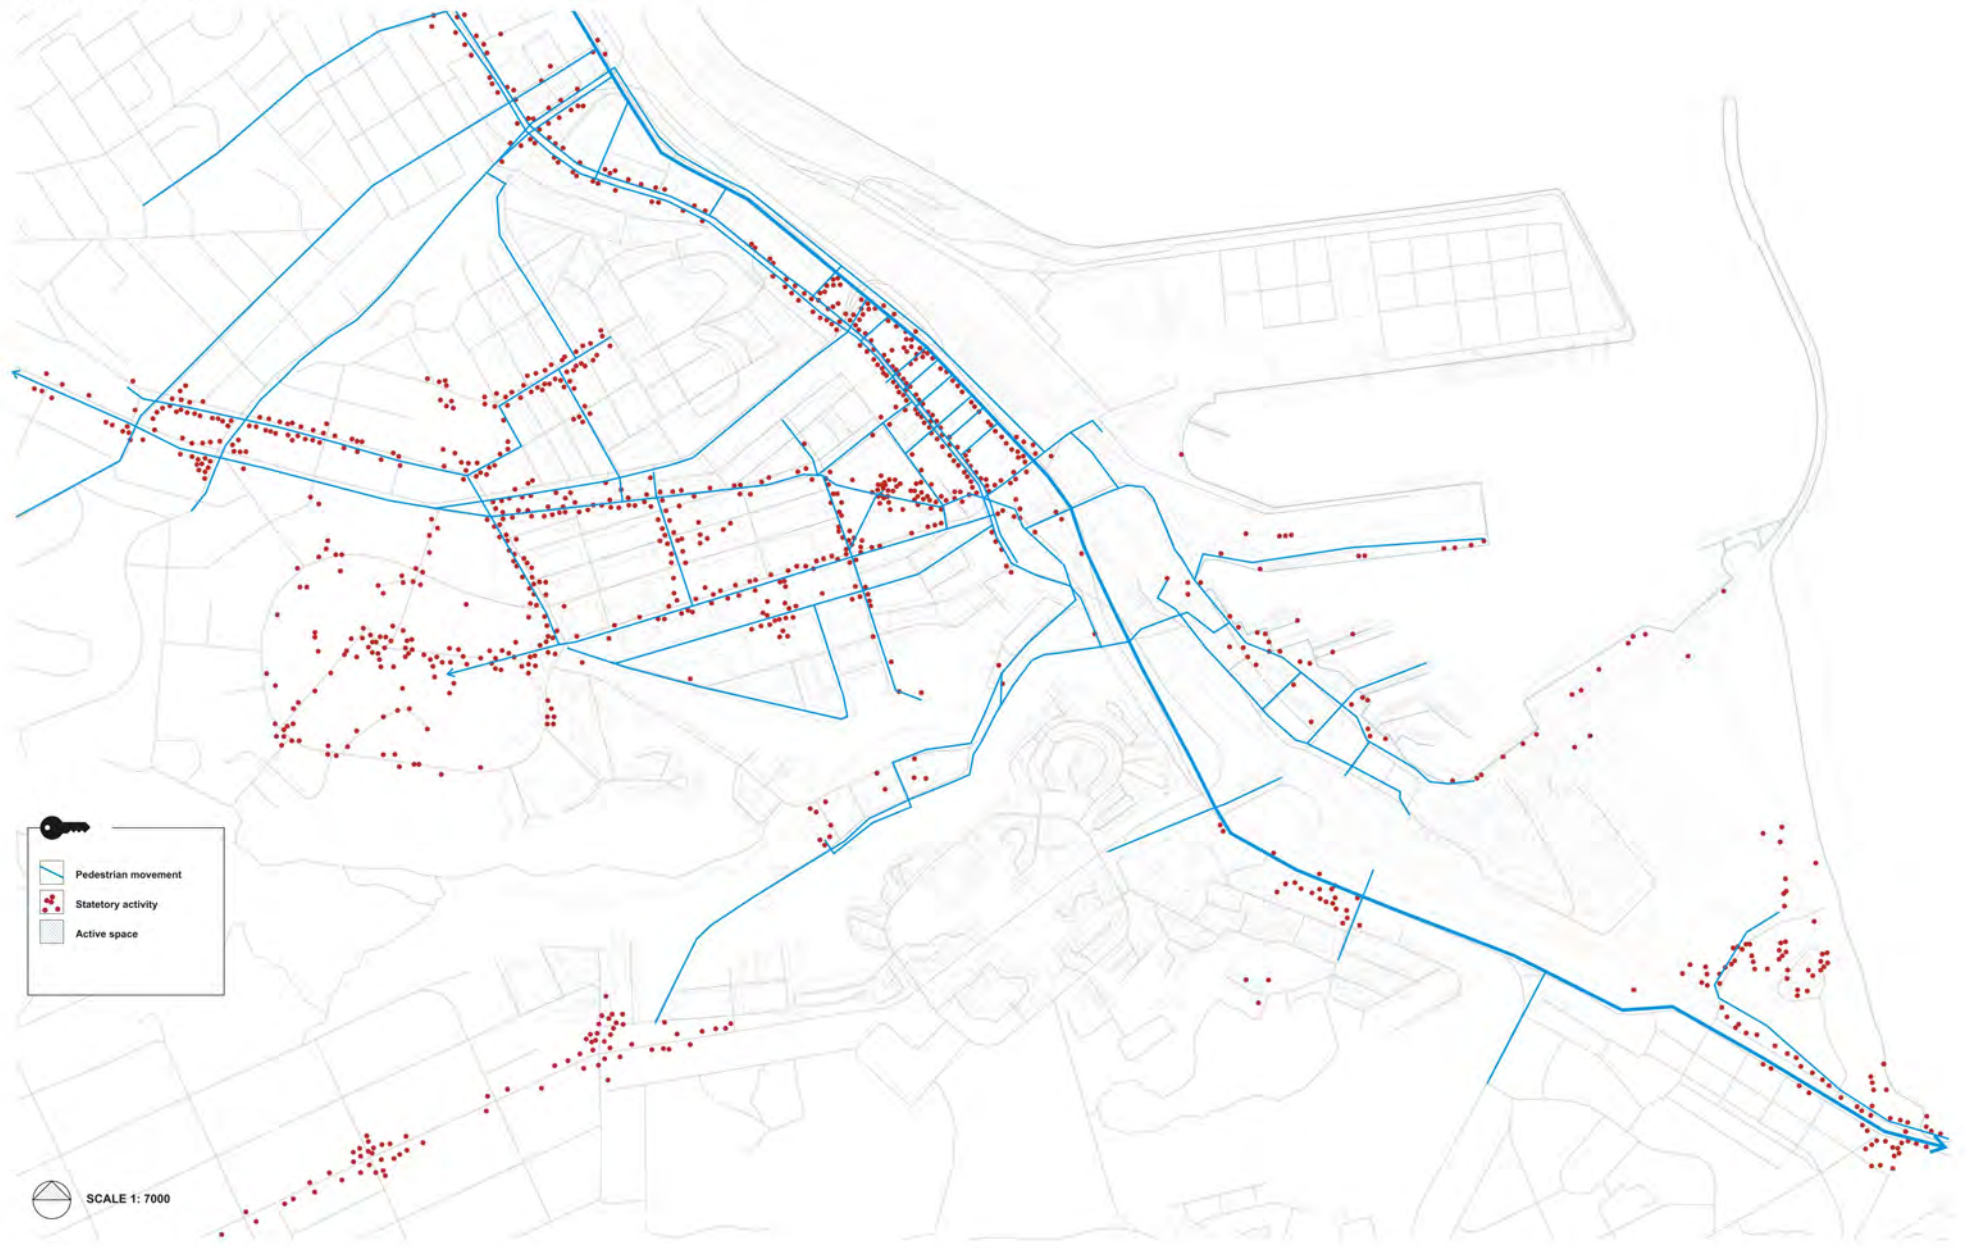 Pedestrian movement
Statetory activity
Active space
SCALE 1: 7000